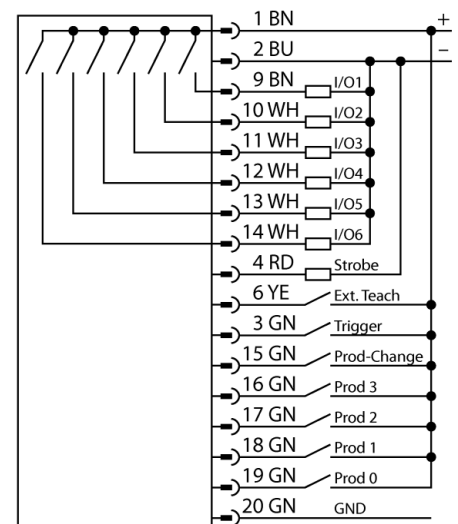 1 BN +
2 BU −
9 BN I/O1
10 WH I/O2
11 WH I/O3
12 WH I/O4
13 WH I/O5
14 WH I/O6
4 RD Strobe
6 YE Ext. Teach
3 GN Trigger
15 GN Prod-Change
16 GN Prod 3
17 GN Prod 2
18 GN Prod 1
19 GN Prod 0
20 GN GND